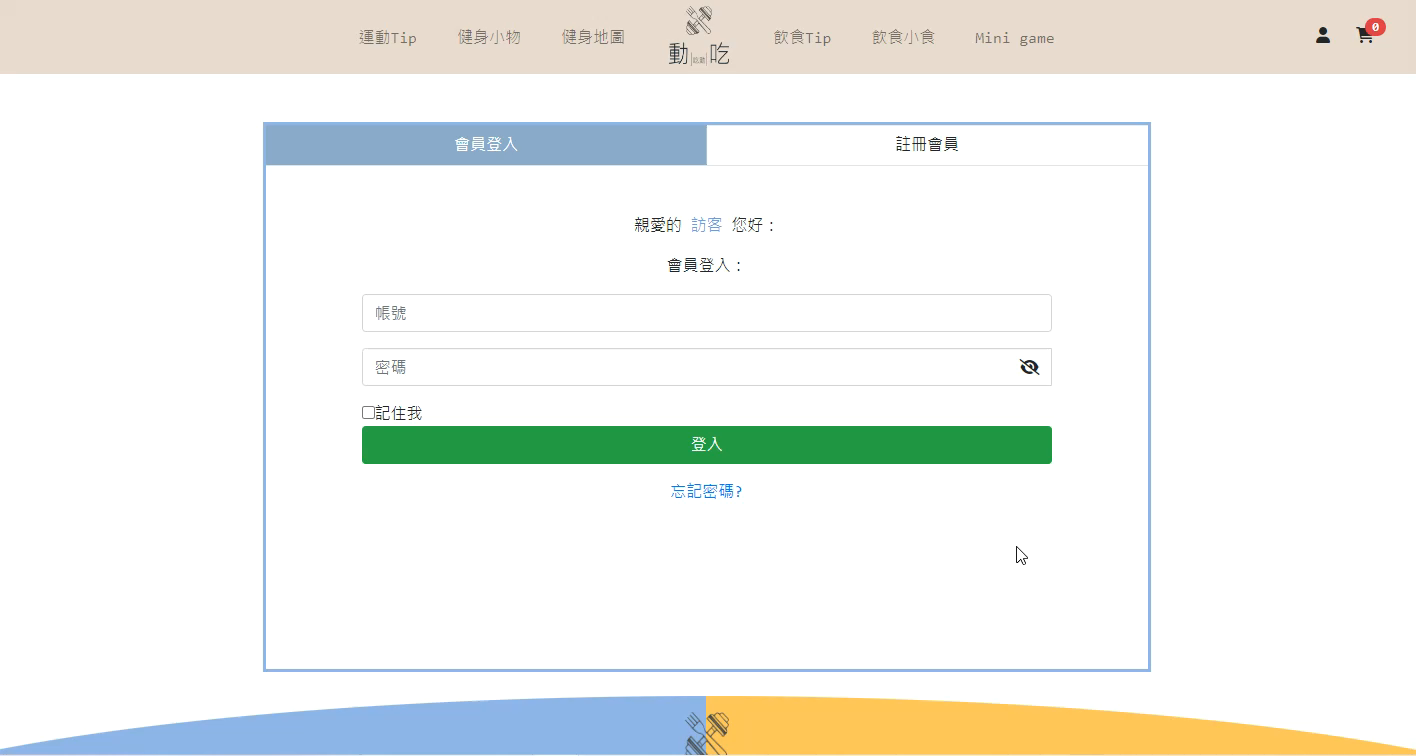 運動Tip
健身小物
健身地圖
動 吃
飲食Tip
飲食小食
Mini game
0
會員登入
註冊會員
親愛的 訪客 您好：
會員登入：
帳號
密碼
記住我
登入
忘記密碼?